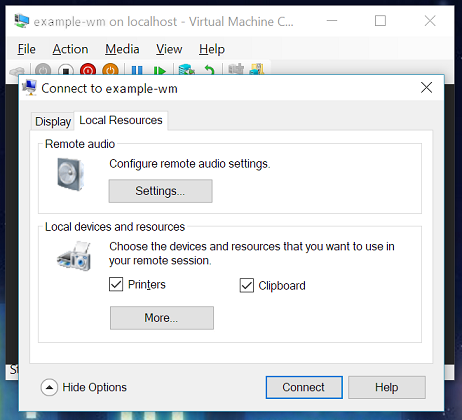 example-wm on localhost - Virtual Machine C...
File Action Media View Help
Connect to example-wm
Display Local Resources
Remote audio
Configure remote audio settings.
Settings...
Local devices and resources
Choose the devices and resources that you want to use in
your remote session.
Printers Clipboard
More...
Hide Options Connect Help